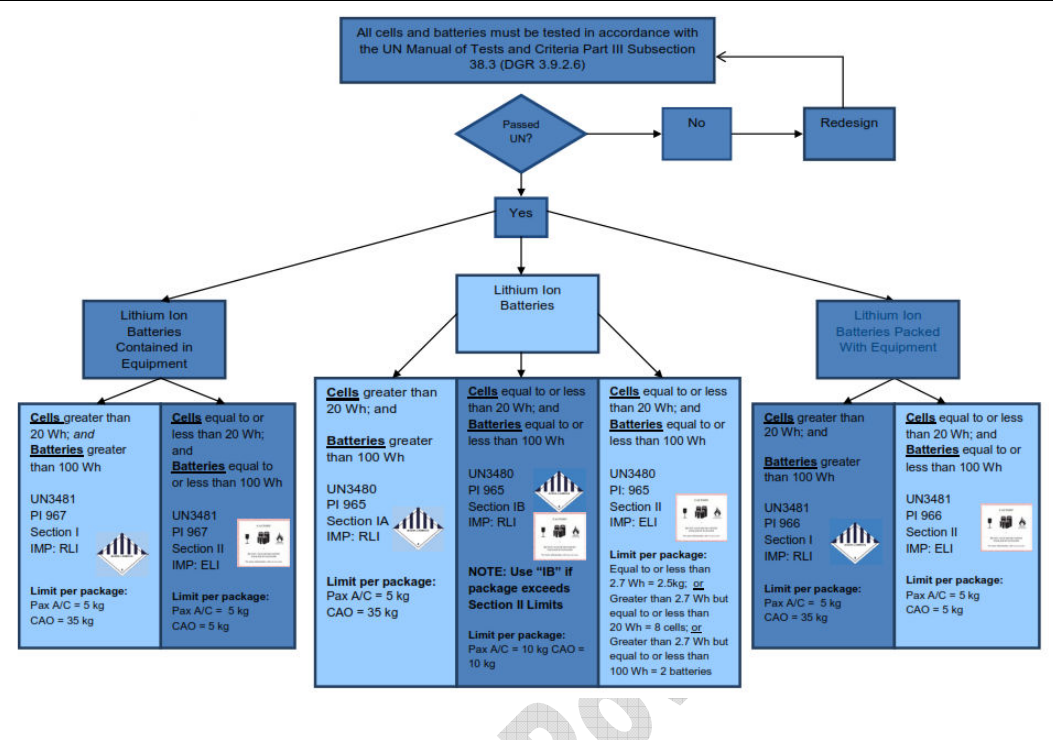 All cells and batteries must be tested in accordance with
the UN Manual of Tests and Criteria Part III Subsection
38.3 (DGR 3.9.2.6)
Passed
UN?
No
Redesign
Yes
Lithium Ion
Batteries
Contained in
Equipment
Lithium Ion
Batteries
Lithium Ion
Batteries Packed
With Equipment
Cells greater than
20 Wh; and
Batteries greater
than 100 Wh
UN3481
PI 967
Section I
IMP: RLI
Limit per package:
Pax A/C = 5 kg
CAO = 35 kg
Cells equal to or
less than 20 Wh;
and
Batteries equal to
or less than 100 Wh
UN3481
PI 967
Section II
IMP: ELI
Limit per package:
Pax A/C = 5 kg
CAO = 5 kg
Cells greater than
20 Wh; and
Batteries greater
than 100 Wh
UN3480
PI 965
Section IA
IMP: RLI
Limit per package:
Pax A/C = 5 kg
CAO = 35 kg
Cells equal to or less
than 20 Wh; and
Batteries equal to or
less than 100 Wh
UN3480
PI 965
Section IB
IMP: RLI
NOTE: Use “IB” if
package exceeds
Section II Limits
Limit per package:
Pax A/C = 10 kg CAO =
10 kg
Cells equal to or less
than 20 Wh; and
Batteries equal to or
less than 100 Wh
UN3480
PI: 965
Section II
IMP: ELI
Limit per package:
Equal to or less than
2.7 Wh = 2.5kg; or
Greater than 2.7 Wh but
equal to or less than
20 Wh = 8 cells; or
Greater than 2.7 Wh but
equal to or less than
100 Wh = 2 batteries
Cells greater than
20 Wh; and
Batteries greater
than 100 Wh
UN3481
PI 966
Section I
IMP: RLI
Limit per package:
Pax A/C = 5 kg
CAO = 35 kg
Cells equal to or less
than 20 Wh; and
Batteries equal to or
less than 100 Wh
UN3481
PI 966
Section II
IMP: ELI
Limit per package:
Pax A/C = 5 kg
CAO = 5 kg